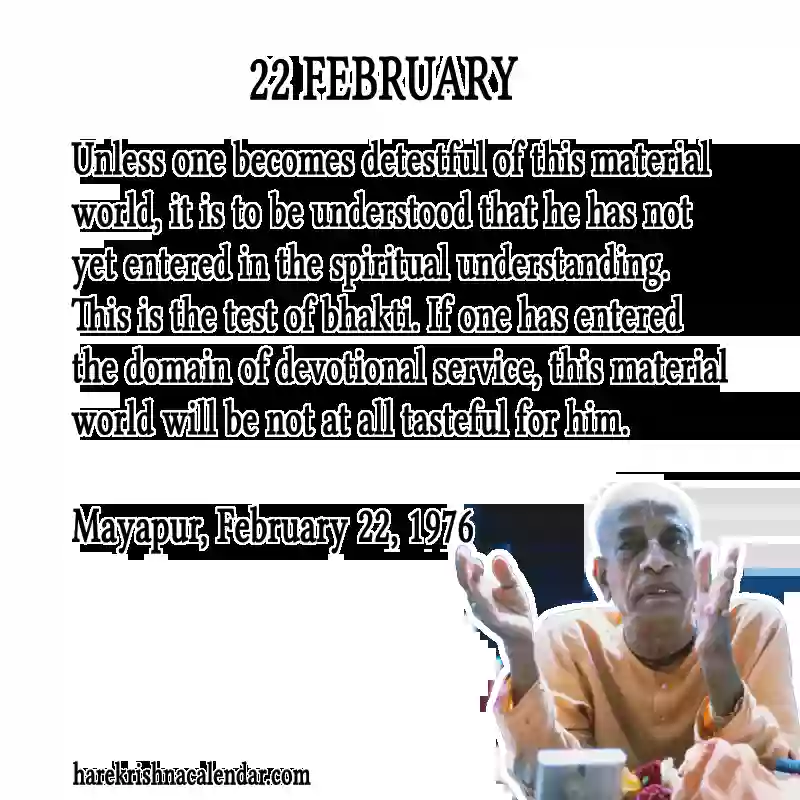 22 FEBRUARY
Unless one becomes detestful of this material
world, it is to be understood that he has not
yet entered in the spiritual understanding.
This is the test of bhakti. If one has entered
the domain of devotional service, this material
world will be not at all tasteful for him.
Mayapur, February 22, 1976
harekrishnacalendar.com